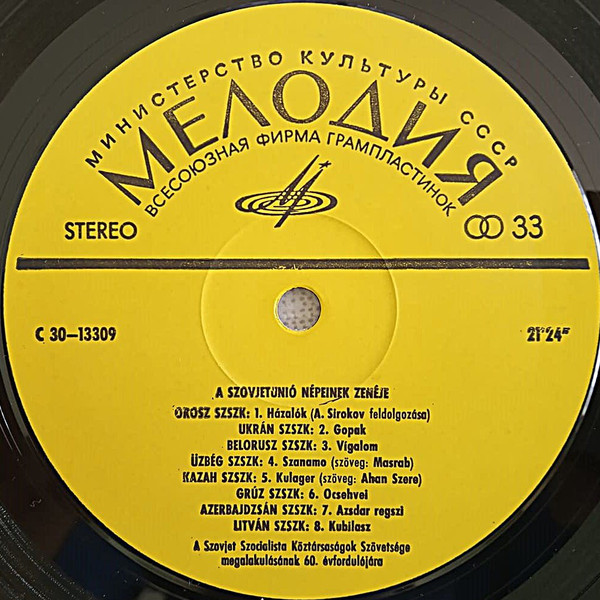 МИНИСТЕРСТВО КУЛЬТУРЫ СССР
МЕЛОДИЯ
ВСЕСОЮЗНАЯ ФИРМА ГРАМПЛАСТИНОК
STEREO
33
C 30—13309
A SZOVJETUNIÓ NÉPEINEK ZENÉJE
OROSZ SZSZK: 1. Házalók (A. Sirokov feldolgozása)
UKRÁN SZSZK: 2. Gopak
BELORUSZ SZSZK: 3. Vígalom
ÜZBÉG SZSZK: 4. Szanamo (szöveg: Masrab)
KAZAH SZSZK: 5. Kulager (szöveg: Ahan Szere)
GRÚZ SZSZK: 6. Ocsehvei
AZERBAJDZSÁN SZSZK: 7. Azsdar regszi
LITVÁN SZSZK: 8. Kubilasz
A Szovjet Szocialista Köztársaságok Szövetsége
megalakulásának 60. évfordulójára